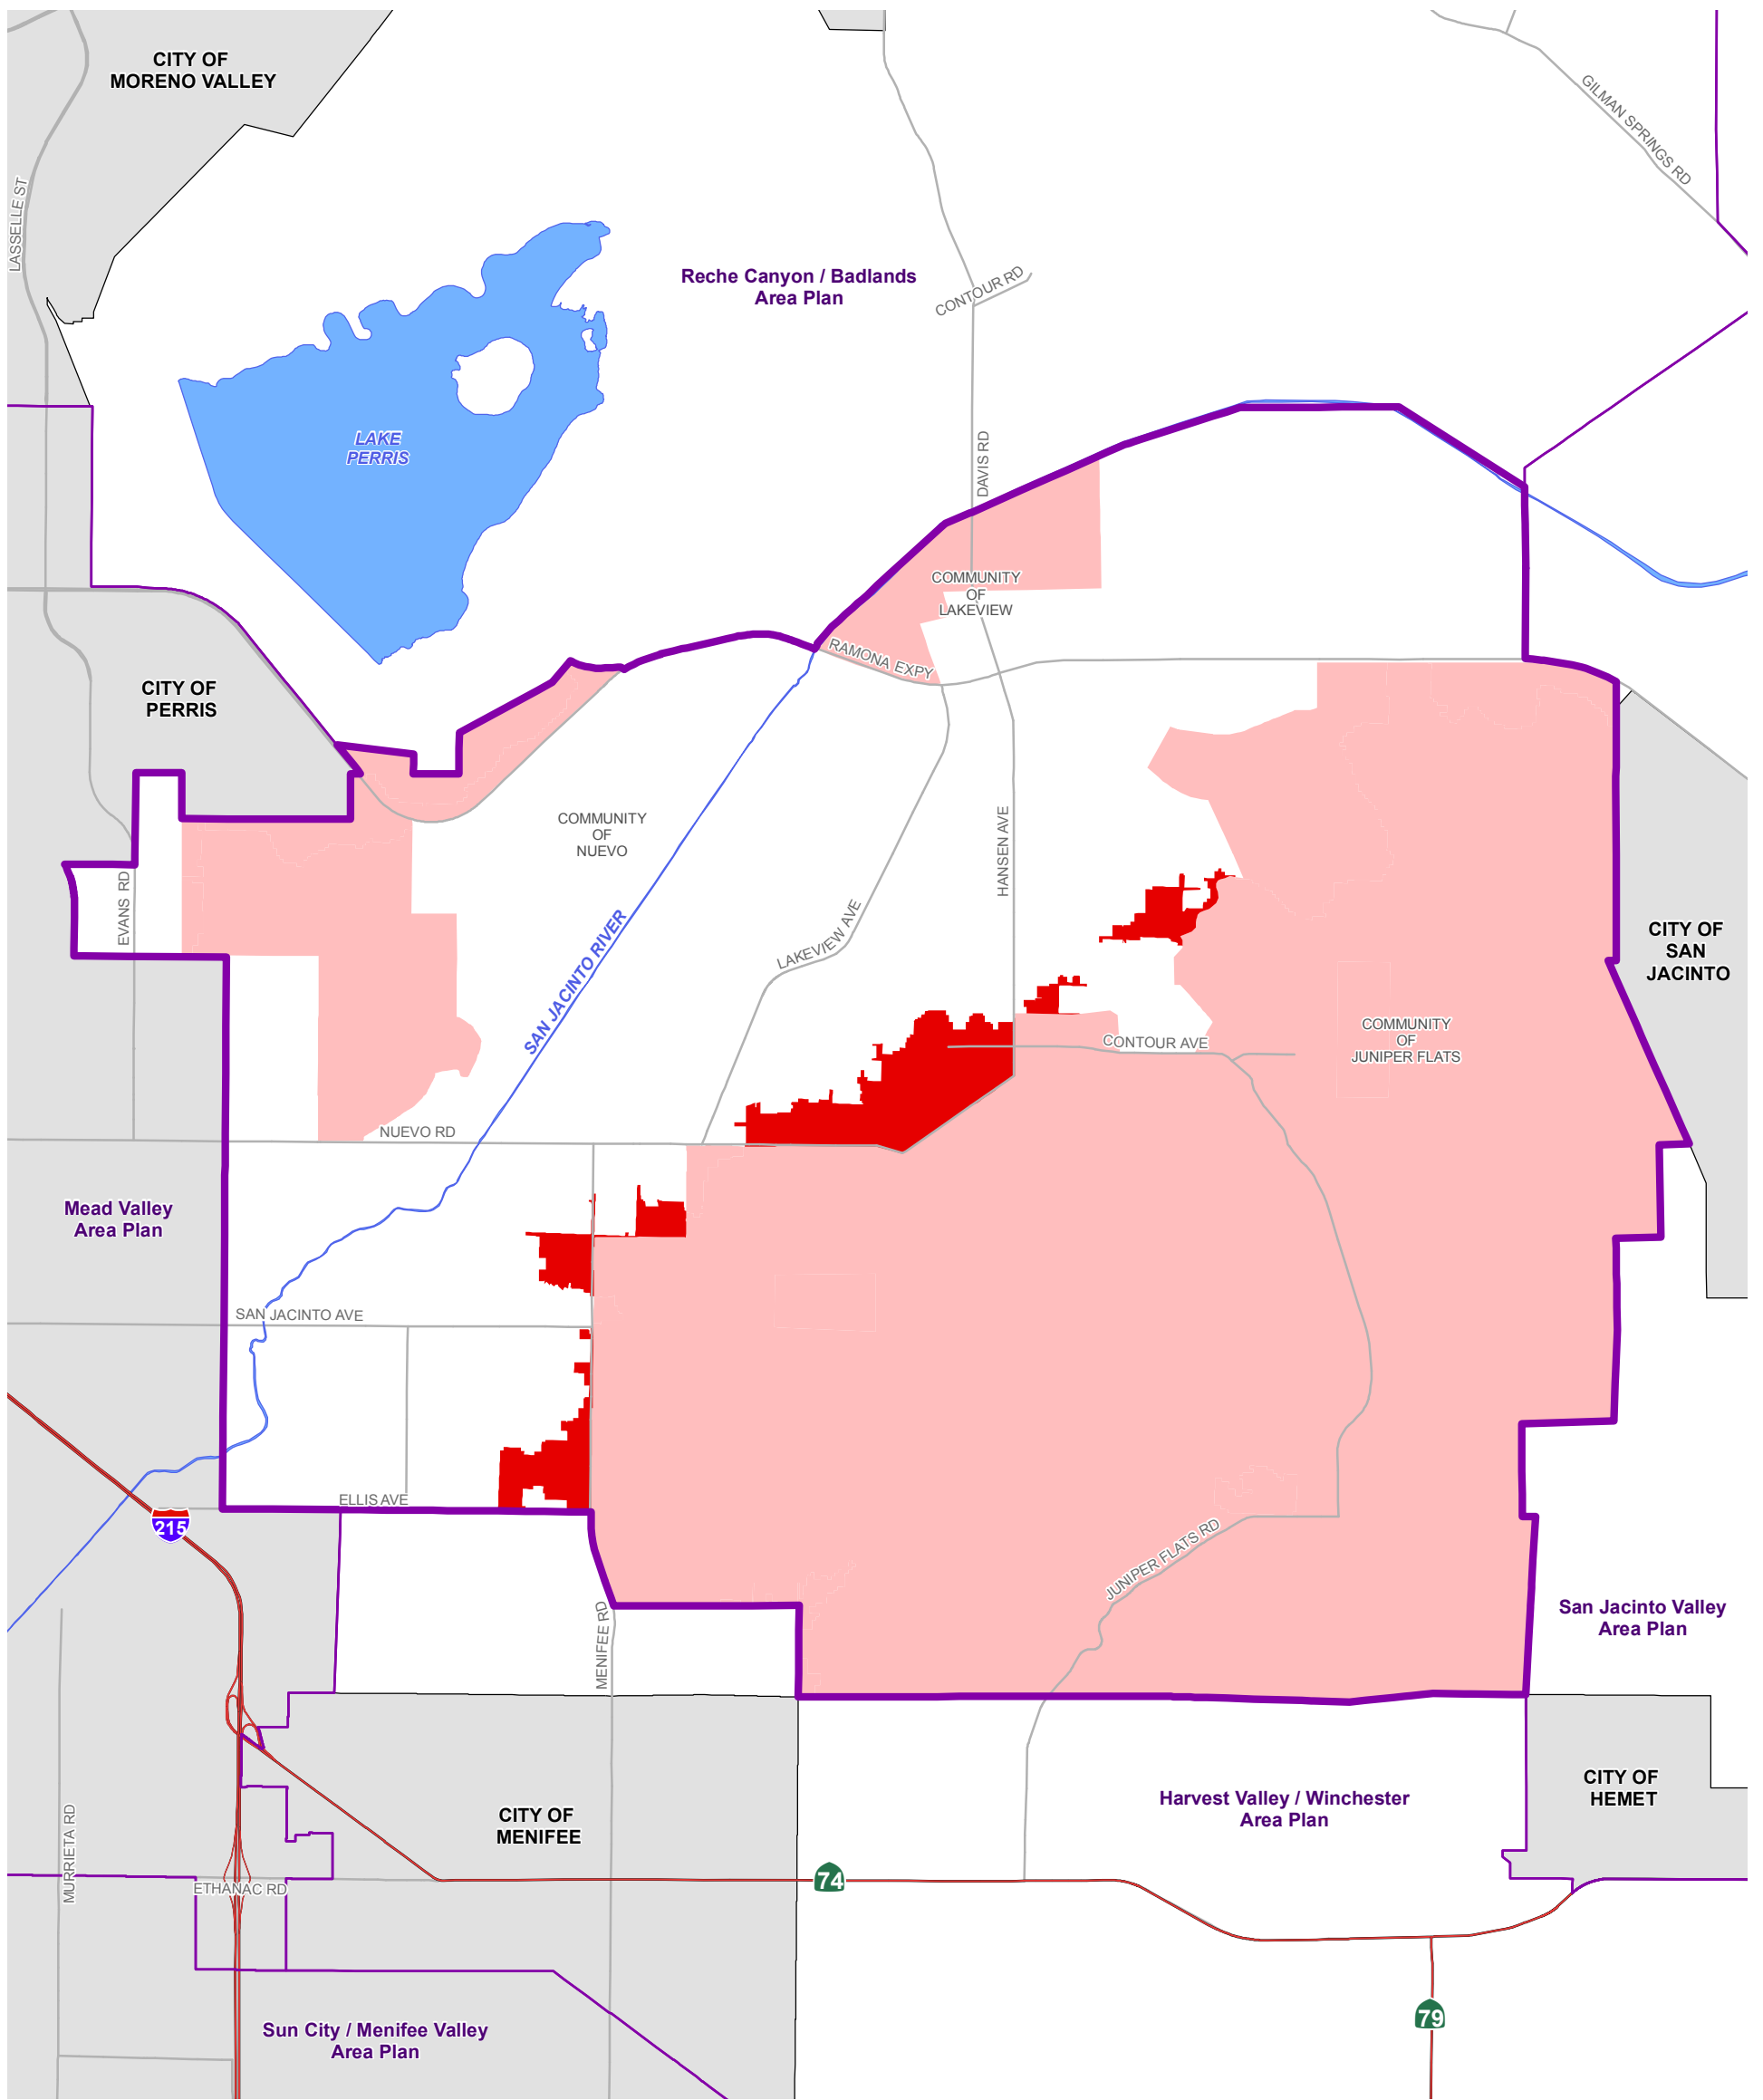 CITY OF
MORENO VALLEY
GILMAN SPRINGS RD
LASSELLE ST
Reche Canyon / Badlands
Area Plan
CONTOUR RD
LAKE
PERRIS
DAVIS RD
COMMUNITY
OF
LAKEVIEW
RAMONA EXPY
CITY OF
PERRIS
COMMUNITY
OF
NUEVO
HANSEN AVE
EVANS RD
LAKEVIEW AVE
SAN JACINTO RIVER
CITY OF
SAN
JACINTO
COMMUNITY
OF
JUNIPER FLATS
CONTOUR AVE
NUEVO RD
Mead Valley
Area Plan
SAN JACINTO AVE
ELLIS AVE
215
JUNIPER FLATS RD
MENIFEE RD
San Jacinto Valley
Area Plan
CITY OF
HEMET
Harvest Valley / Winchester
Area Plan
CITY OF
MENIFEE
MURRIETA RD
74
ETHANAC RD
79
Sun City / Menifee Valley
Area Plan